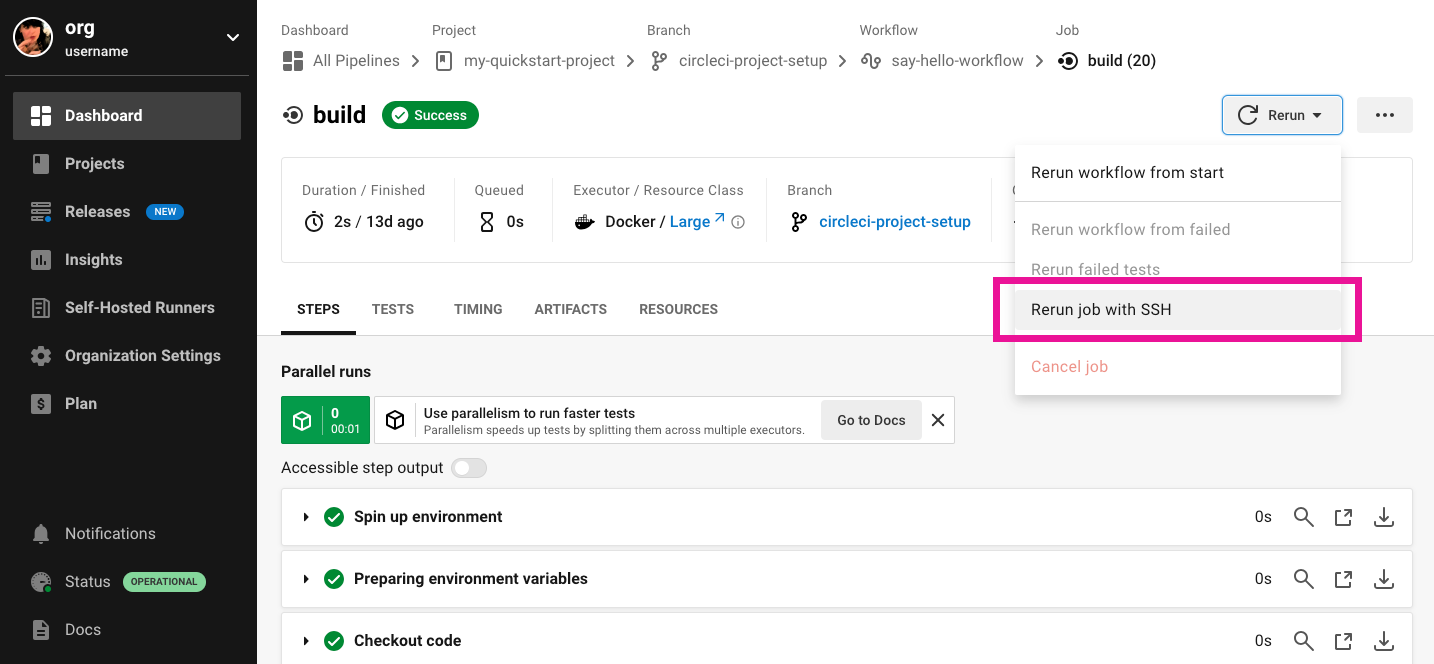 org
username
Dashboard
Projects
Releases NEW
Insights
Self-Hosted Runners
Organization Settings
Plan
Notifications
Status OPERATIONAL
Docs
Dashboard Project Branch Workflow Job
All Pipelines my-quickstart-project circleci-project-setup say-hello-workflow build (20)
build Success Rerun
Duration / Finished Queued Executor / Resource Class Branch
2s / 13d ago 0s Docker / Large circleci-project-setup
Rerun workflow from start
Rerun workflow from failed
Rerun failed tests
Rerun job with SSH
Cancel job
STEPS TESTS TIMING ARTIFACTS RESOURCES
Parallel runs
0
00:01
Use parallelism to run faster tests
Parallelism speeds up tests by splitting them across multiple executors.
Go to Docs
Accessible step output
Spin up environment 0s
Preparing environment variables 0s
Checkout code 0s